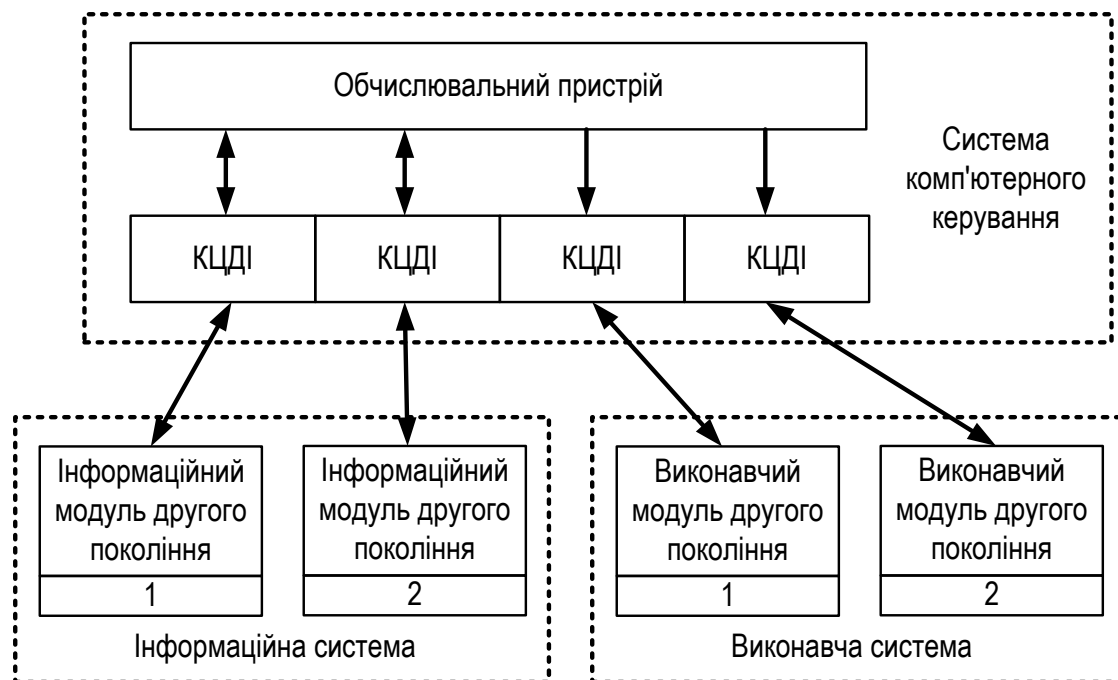 Обчислювальний пристрій
Система
комп'ютерного
керування
КЦДІ
КЦДІ
КЦДІ
КЦДІ
Інформаційний
модуль другого
покоління
1
Інформаційний
модуль другого
покоління
2
Інформаційна система
Виконавчий
модуль другого
покоління
1
Виконавчий
модуль другого
покоління
2
Виконавча система